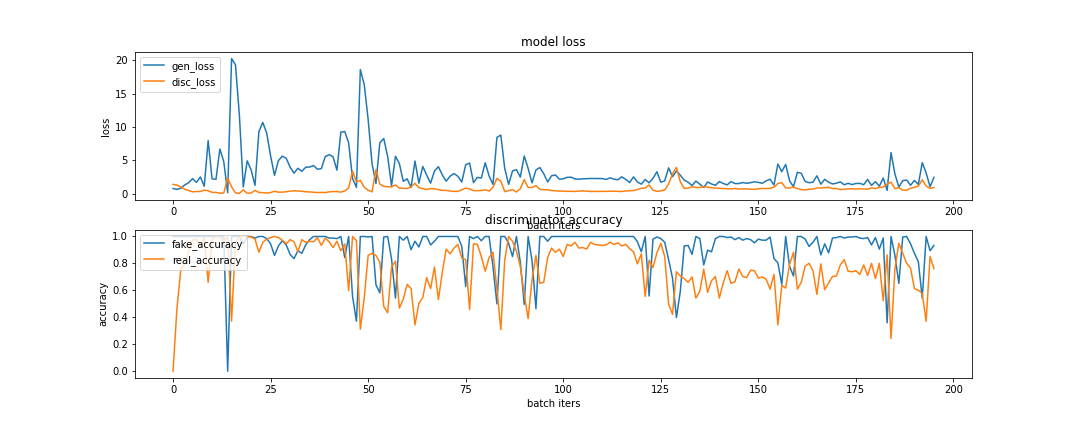 model loss
20
15
10
5
0
loss
gen_loss
disc_loss
0 25 50 75 100 125 150 175 200
batch iters
discriminator accuracy
1.0
0.8
0.6
0.4
0.2
0.0
accuracy
fake_accuracy
real_accuracy
0 25 50 75 100 125 150 175 200
batch iters